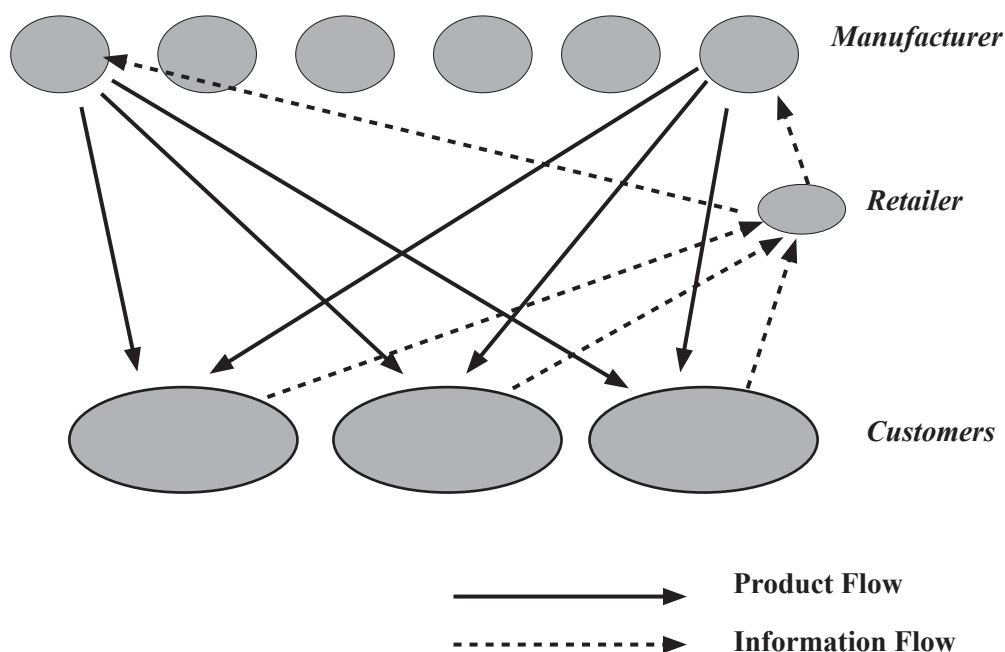 Manufacturer
Retailer
Customers
Product Flow
Information Flow